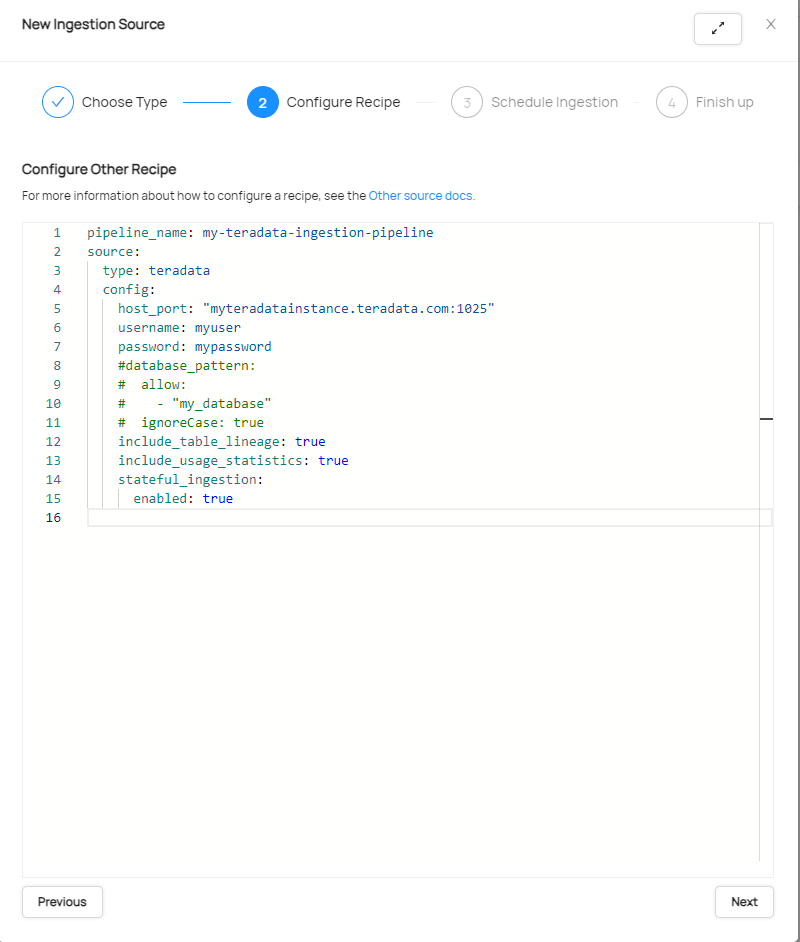 New Ingestion Source
Choose Type
2 Configure Recipe
3 Schedule Ingestion
4 Finish up
Configure Other Recipe
For more information about how to configure a recipe, see the Other source docs.
1 pipeline_name: my-teradata-ingestion-pipeline
2 source:
3   type: teradata
4   config:
5     host_port: "myteradatainstance.teradata.com:1025"
6     username: myuser
7     password: mypassword
8     #database_pattern:
9     #  allow:
10     #    - "my_database"
11     #  ignoreCase: true
12     include_table_lineage: true
13     include_usage_statistics: true
14     stateful_ingestion:
15       enabled: true
16
Previous
Next